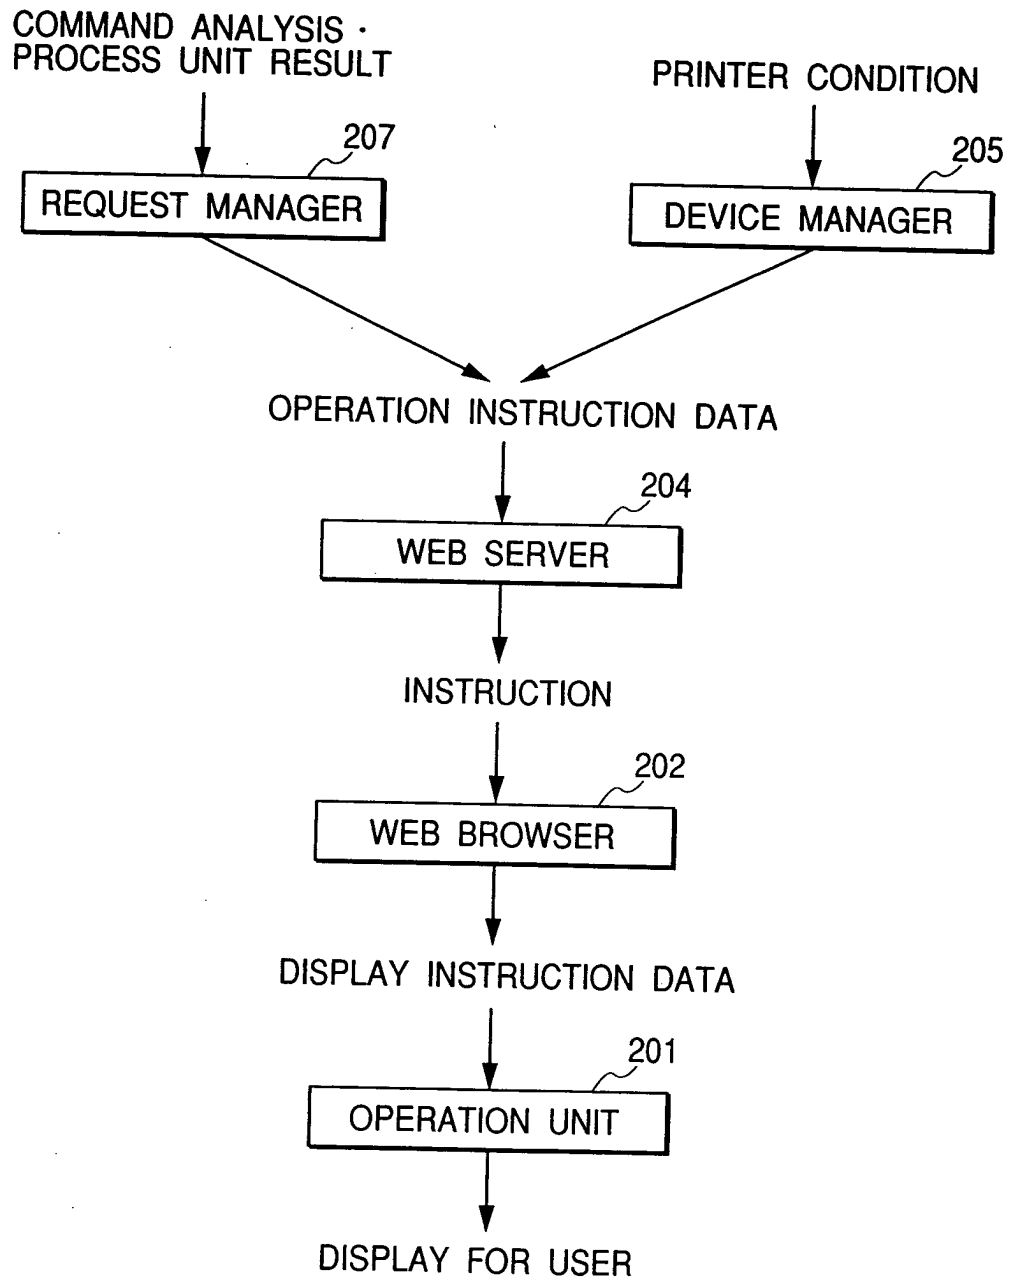 COMMAND ANALYSIS ·
PROCESS UNIT RESULT
PRINTER CONDITION
207
205
REQUEST MANAGER
DEVICE MANAGER
OPERATION INSTRUCTION DATA
204
WEB SERVER
INSTRUCTION
202
WEB BROWSER
DISPLAY INSTRUCTION DATA
201
OPERATION UNIT
DISPLAY FOR USER